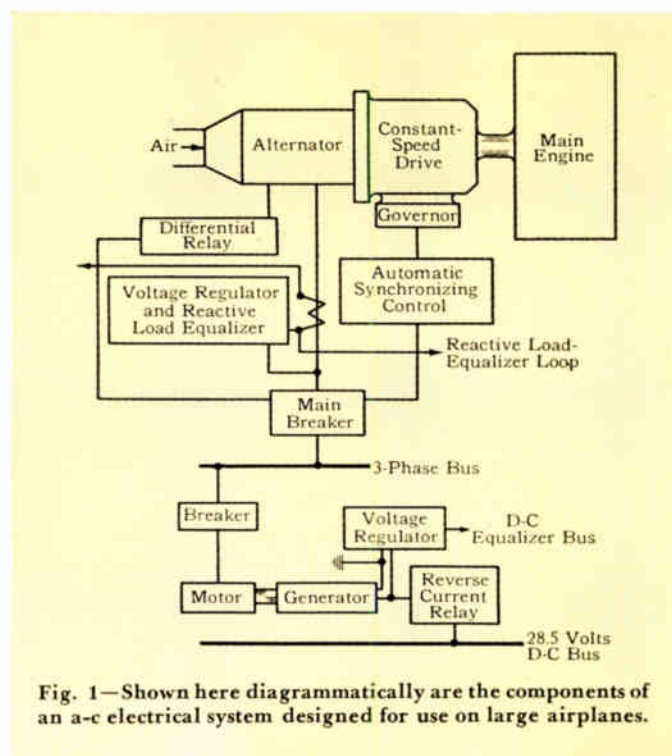 Air
Alternator
Constant-
Speed
Drive
Main
Engine
Governor
Differential
Relay
Automatic
Synchronizing
Control
Voltage Regulator
and Reactive
Load Equalizer
Reactive Load-
Equalizer Loop
Main
Breaker
3-Phase Bus
Breaker
Voltage
Regulator
D-C
Equalizer Bus
Motor
Generator
Reverse
Current
Relay
28.5 Volts
D-C Bus
Fig. 1—Shown here diagrammatically are the components of
an a-c electrical system designed for use on large airplanes.